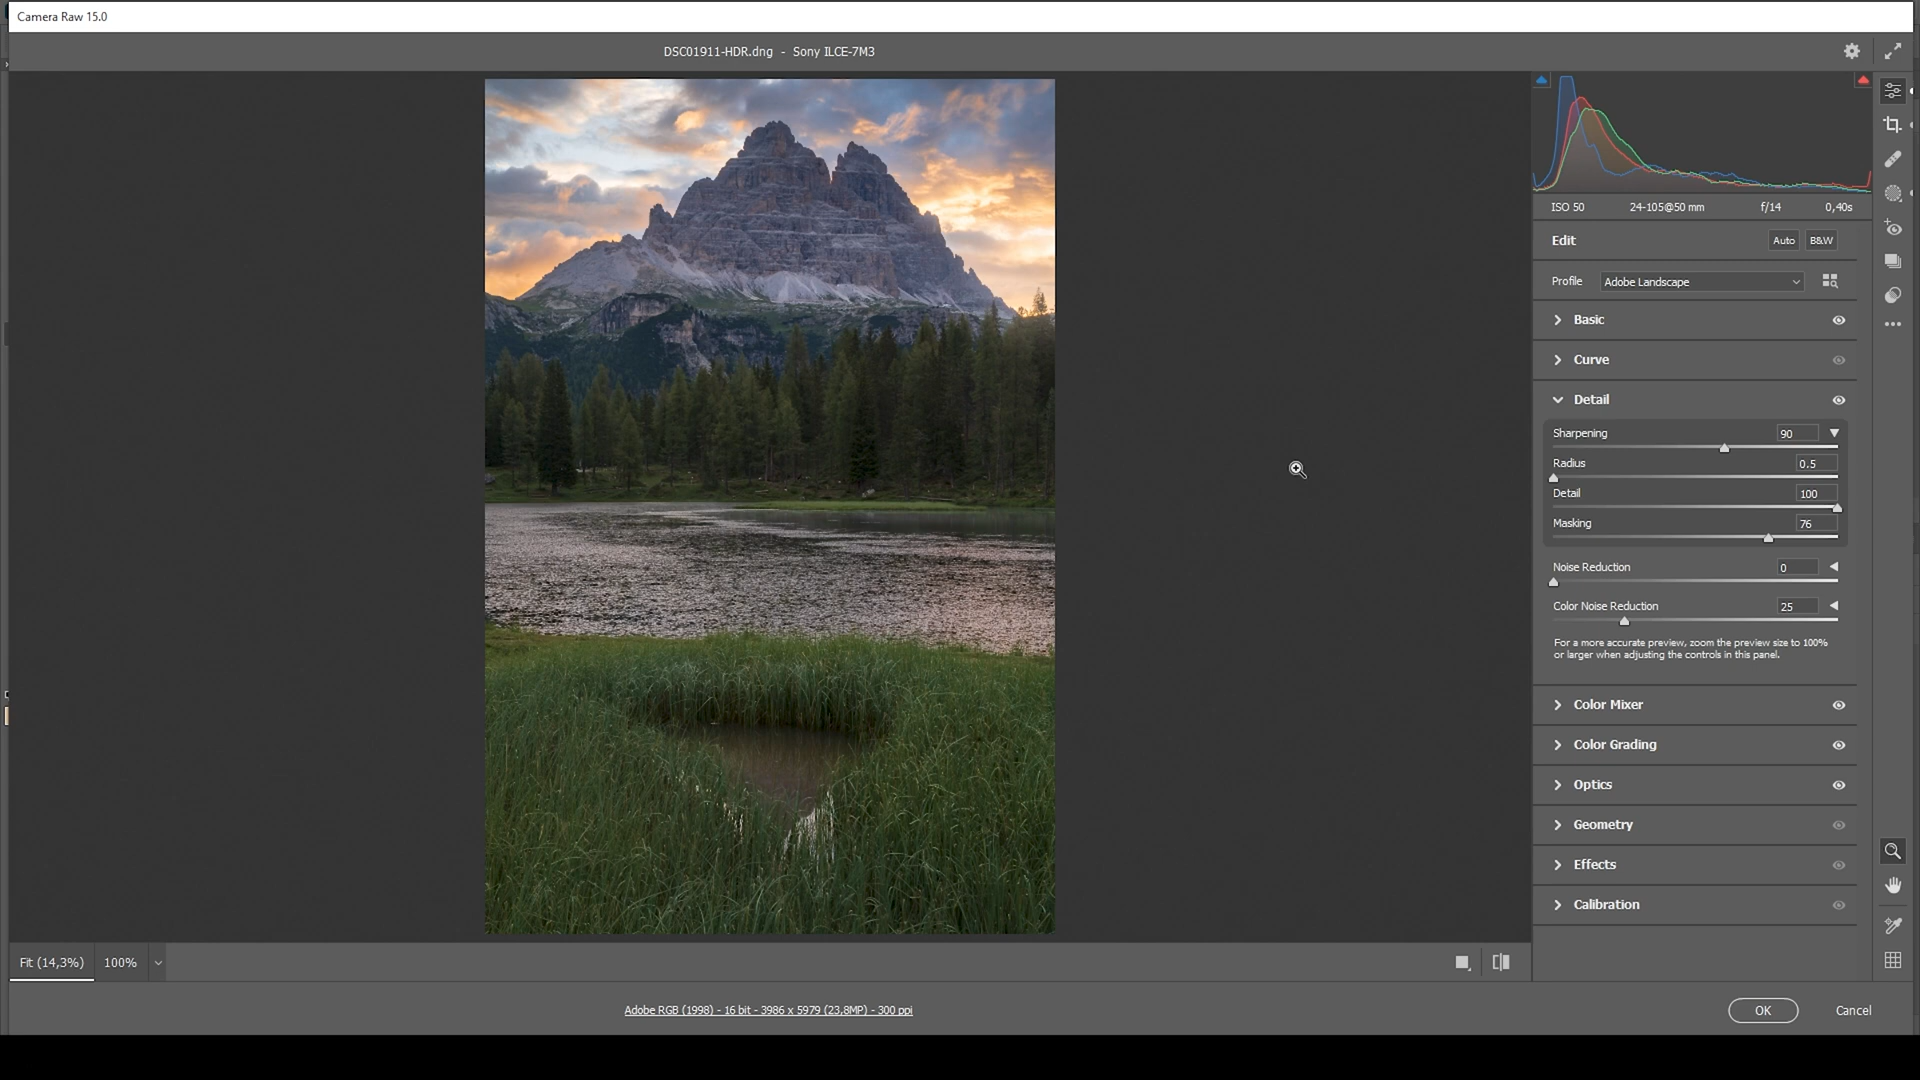 Camera Raw 15.0
DSC01911-HDR.dng - Sony ILCE-7M3
ISO 50 24-105@50 mm f/14 0,40s
Edit Auto B&W
Profile Adobe Landscape
Basic
Curve
Detail
Sharpening 90
Radius 0.5
Detail 100
Masking 76
Noise Reduction 0
Color Noise Reduction 25
For a more accurate preview, zoom the preview size to 100%
or larger when adjusting the controls in this panel.
Color Mixer
Color Grading
Optics
Geometry
Effects
Calibration
Fit (14,3%) 100%
Adobe RGB (1998) - 16 bit - 3986 x 5979 (23,8MP) - 300 ppi
OK Cancel